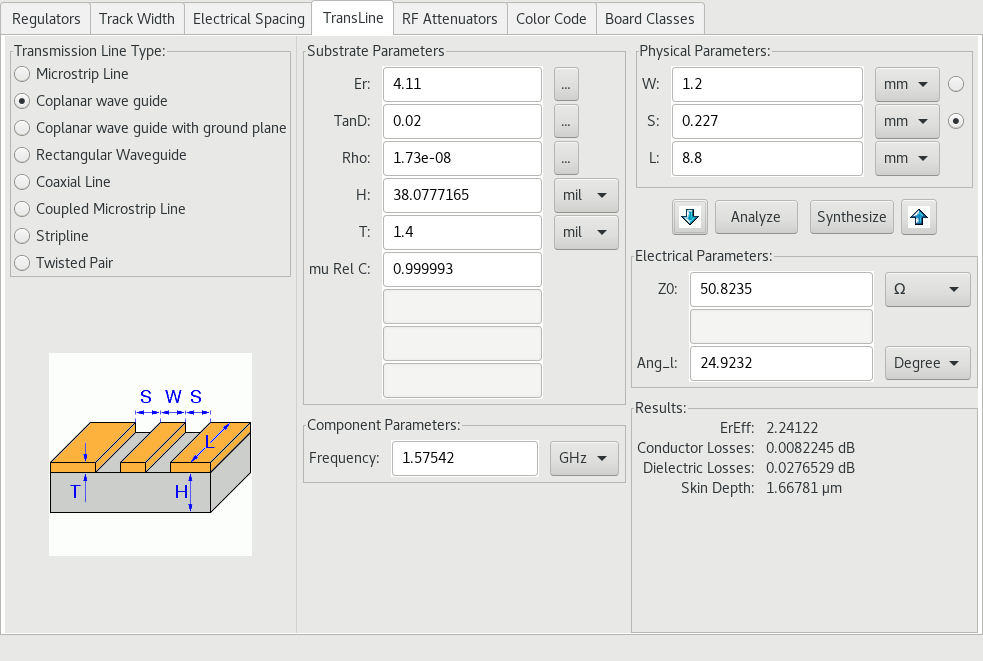 Regulators Track Width Electrical Spacing TransLine RF Attenuators Color Code Board Classes
Transmission Line Type:
Microstrip Line
Coplanar wave guide
Coplanar wave guide with ground plane
Rectangular Waveguide
Coaxial Line
Coupled Microstrip Line
Stripline
Twisted Pair
S W S
L
T
H
Substrate Parameters
Er: 4.11 ...
TanD: 0.02 ...
Rho: 1.73e-08 ...
H: 38.0777165 mil
T: 1.4 mil
mu Rel C: 0.999993
Component Parameters:
Frequency: 1.57542 GHz
Physical Parameters:
W: 1.2 mm
S: 0.227 mm
L: 8.8 mm
Analyze Synthesize
Electrical Parameters:
Z0: 50.8235 Ω
Ang_l: 24.9232 Degree
Results:
ErEff: 2.24122
Conductor Losses: 0.0082245 dB
Dielectric Losses: 0.0276529 dB
Skin Depth: 1.66781 µm